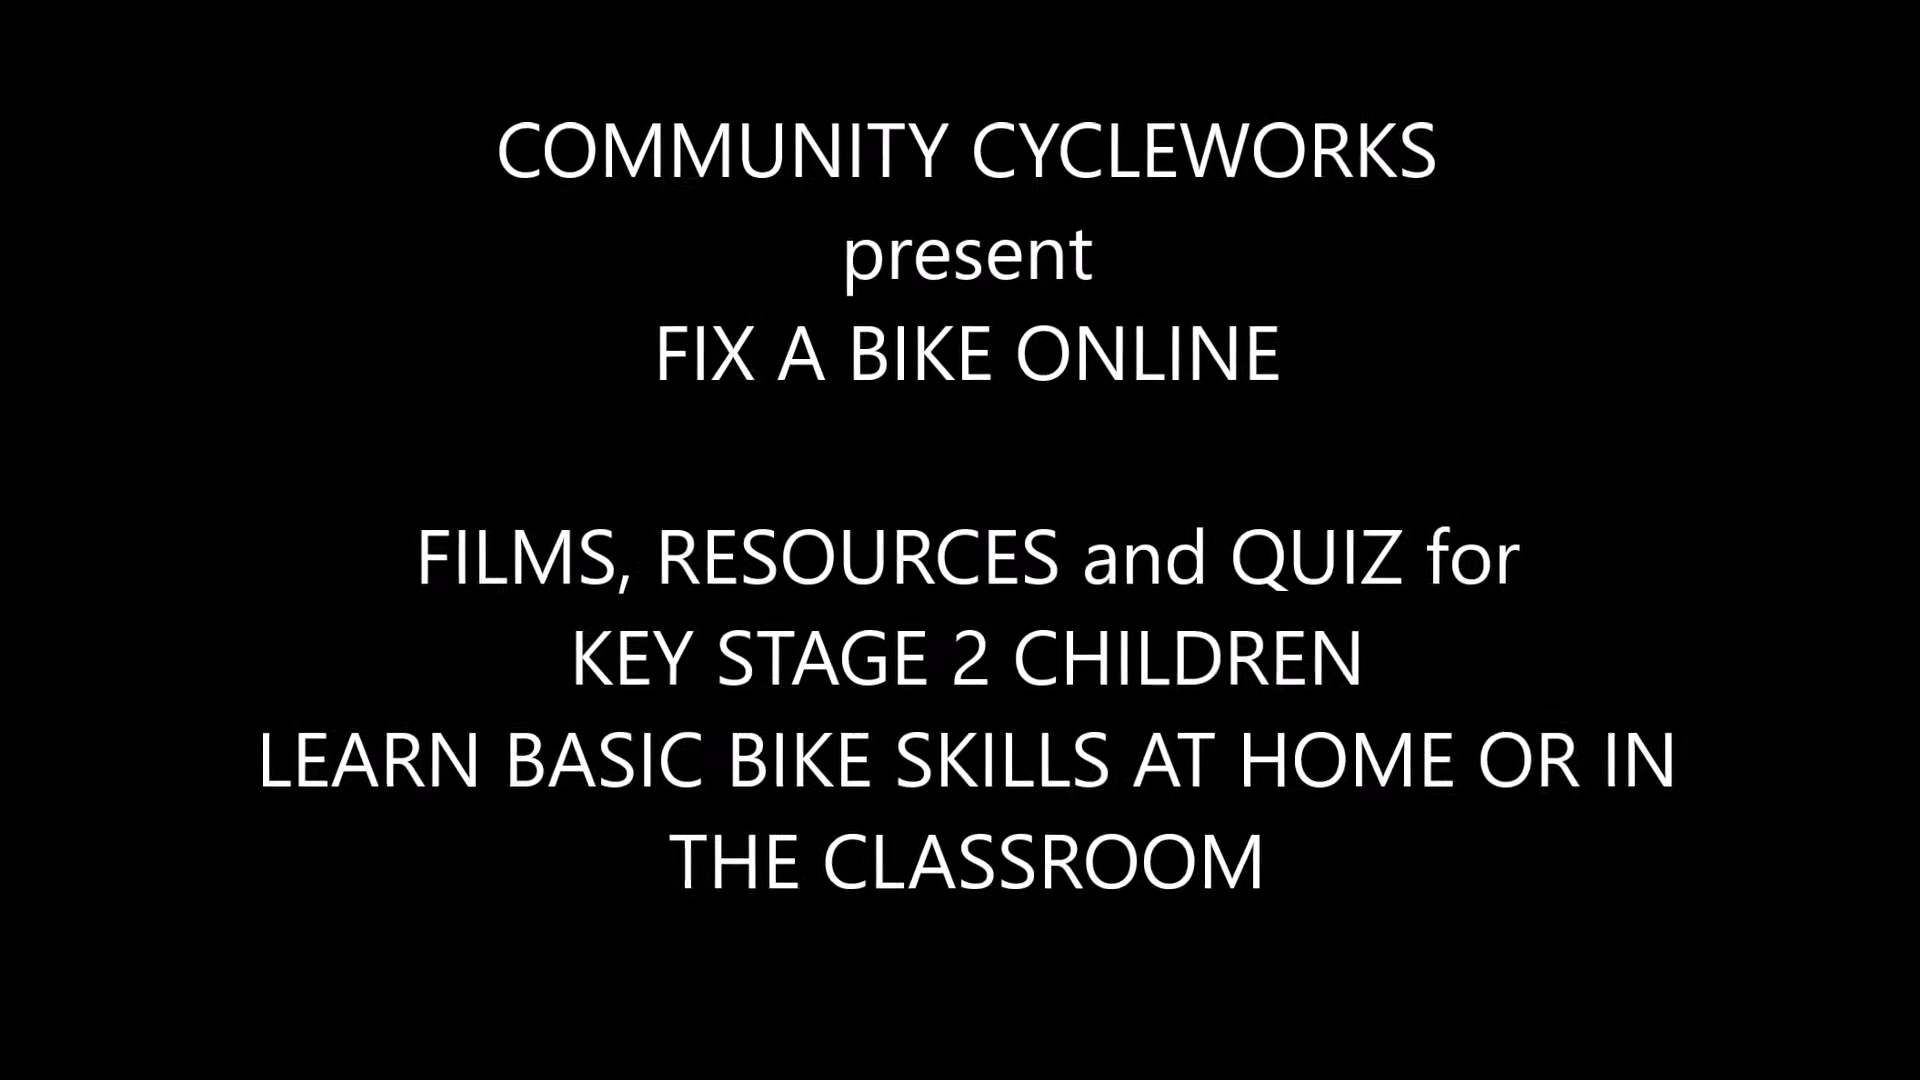 COMMUNITY CYCLEWORKS
present
FIX A BIKE ONLINE
FILMS, RESOURCES and QUIZ for
KEY STAGE 2 CHILDREN
LEARN BASIC BIKE SKILLS AT HOME OR IN
THE CLASSROOM